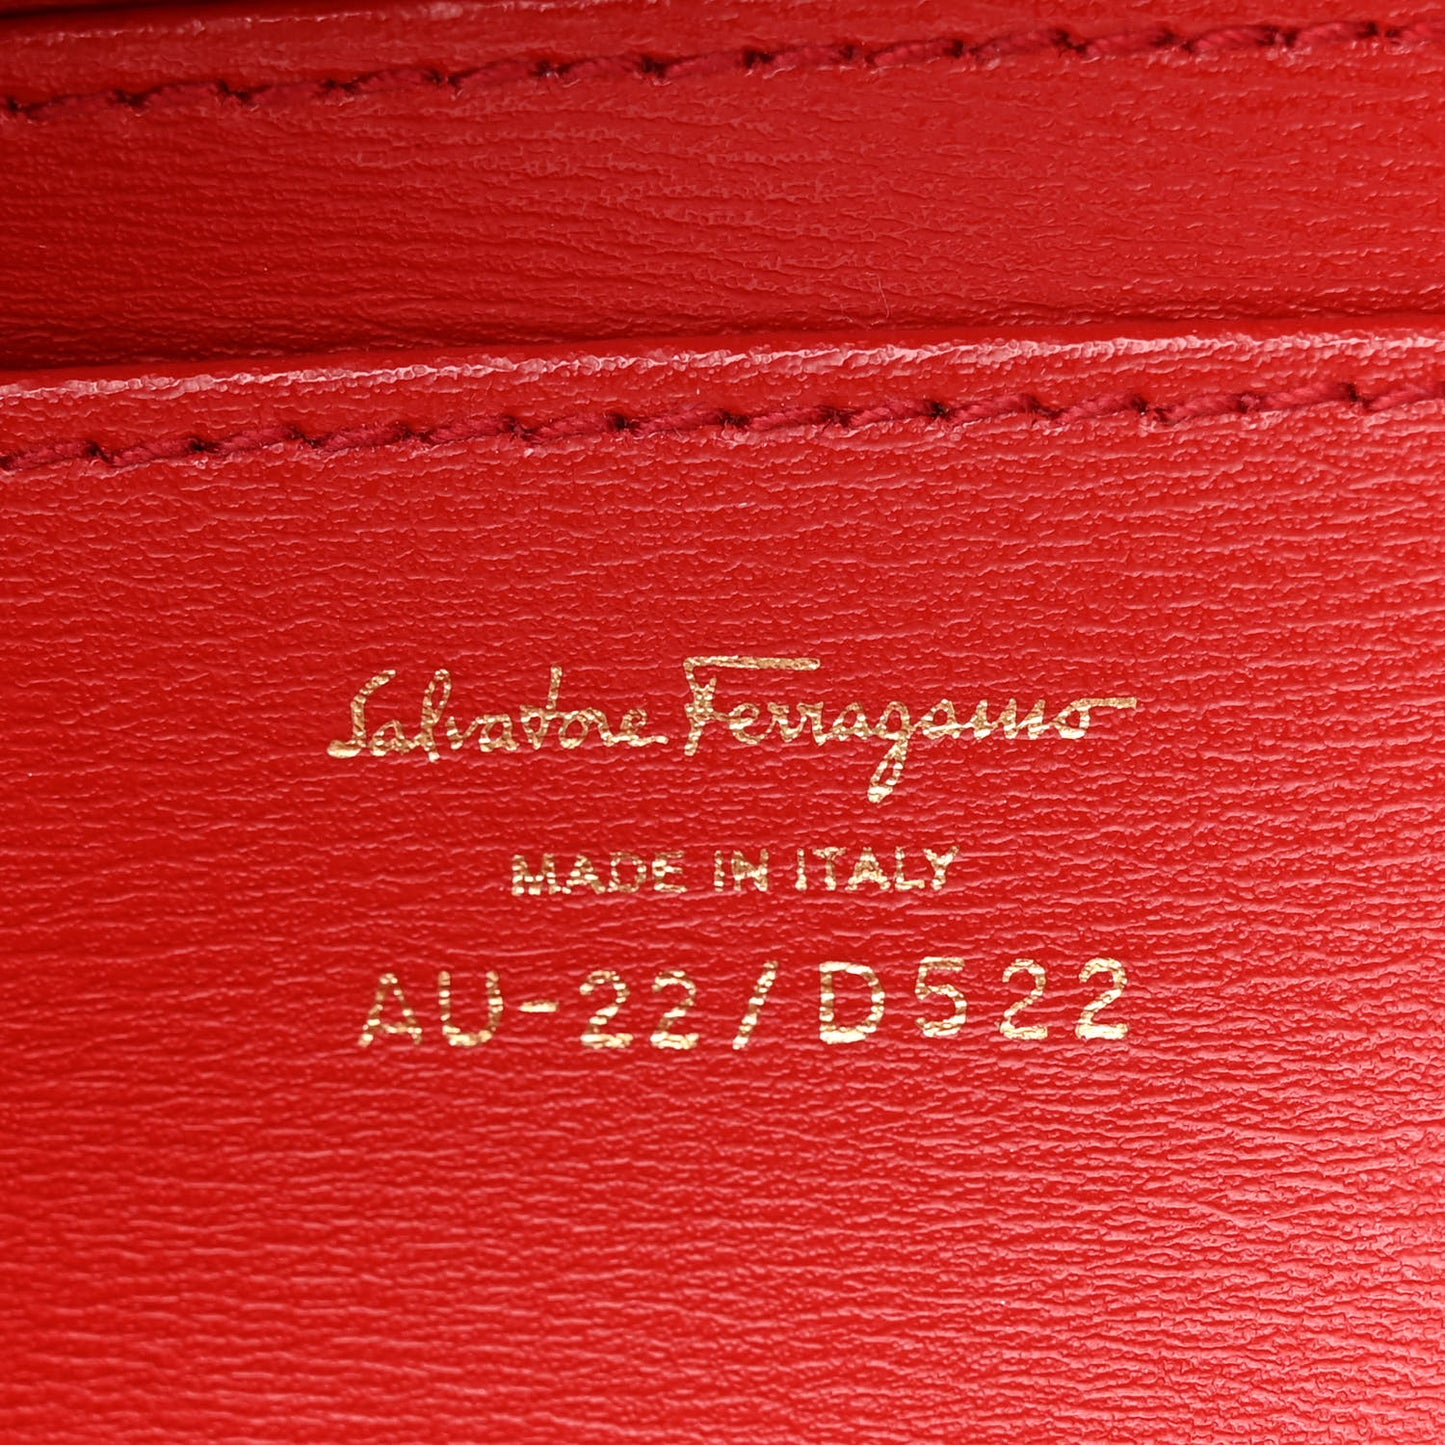 Salvatore Ferragamo
MADE IN ITALY
AU-22/D522